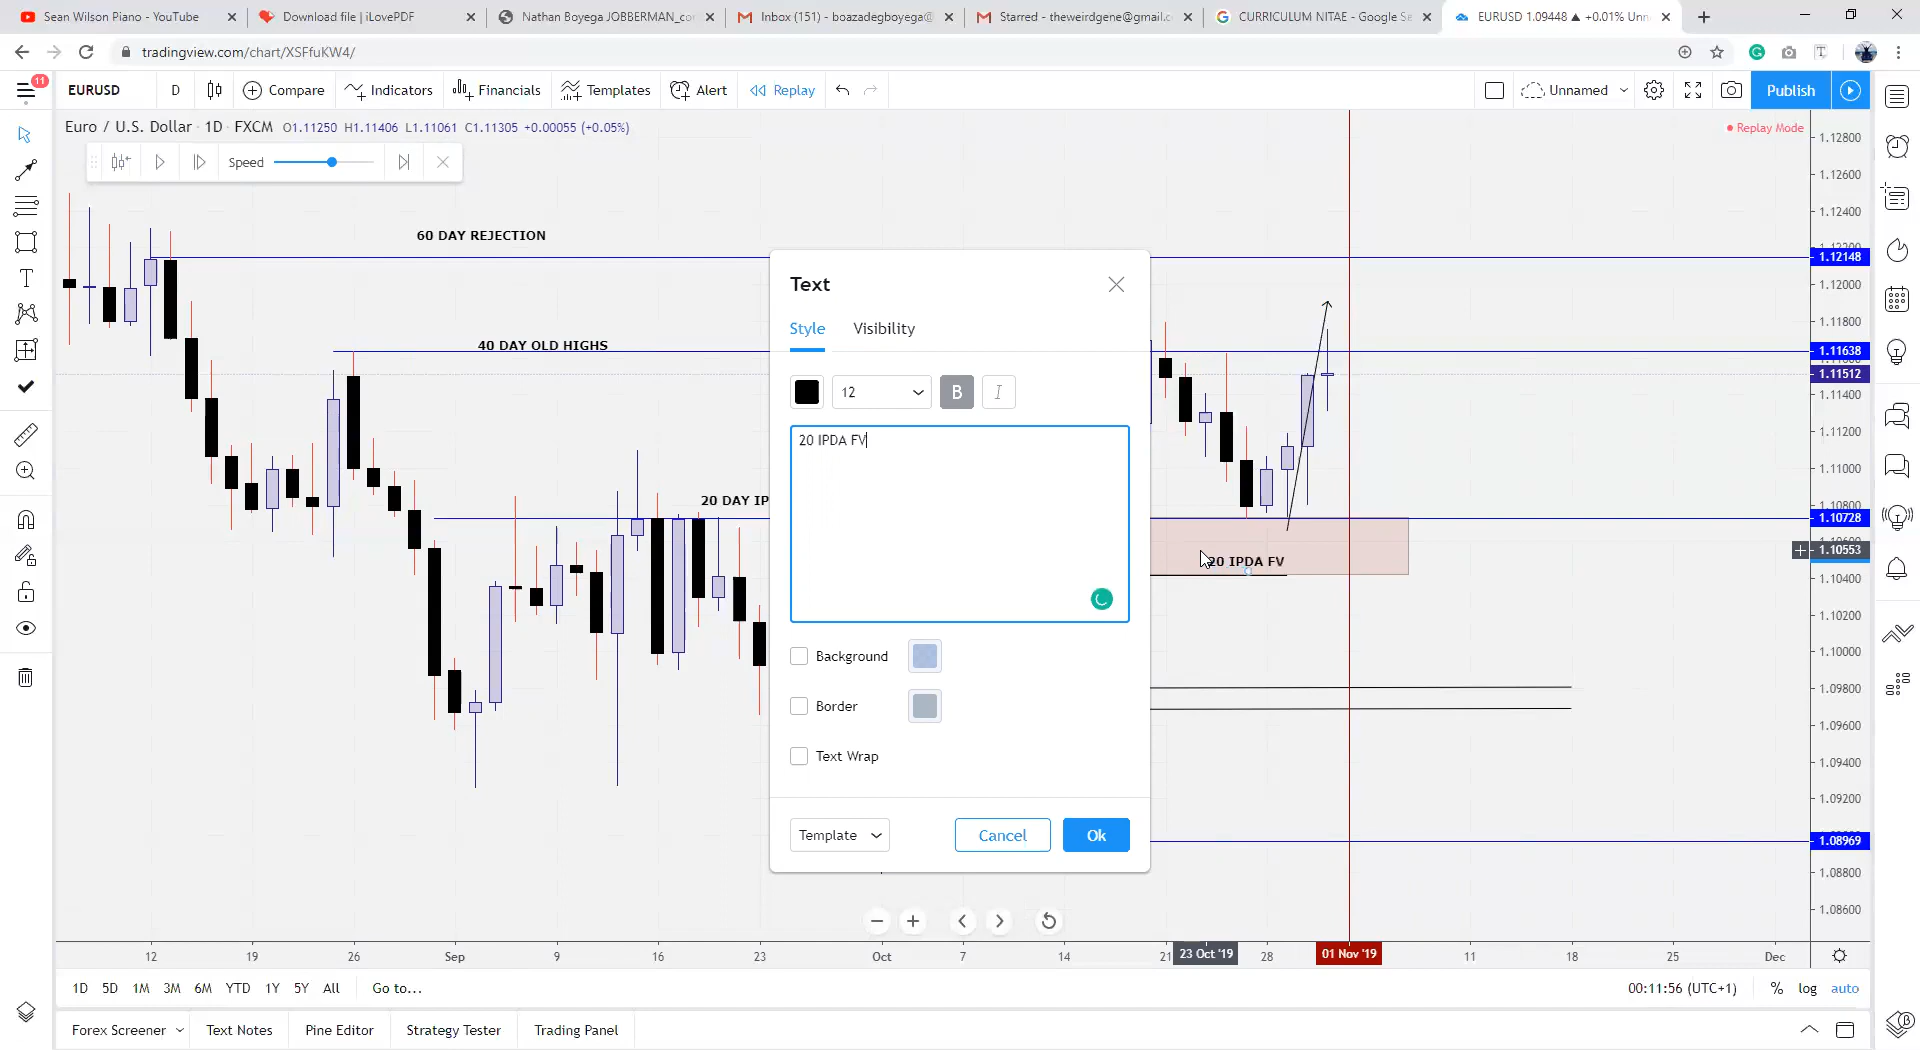 Sean Wilson Piano - YouTube
Download file | iLovePDF
Nathan Boyega JOBBERMAN_co
Inbox (151) - boazadegboyega@
Starred - theweirdgene@gmail.c
CURRICULUM NITAE - Google Se
EURUSD 1.09448 ▲ +0.01% Unn
tradingview.com/chart/XSFfuKW4/
11
EURUSD
D
Compare
Indicators
Financials
Templates
Alert
Replay
Unnamed
Publish
Euro / U.S. Dollar · 1D · FXCM O1.11250 H1.11406 L1.11061 C1.11305 +0.00055 (+0.05%)
Replay Mode
Speed
60 DAY REJECTION
40 DAY OLD HIGHS
20 DAY IP
20 IPDA FV
Text
Style
Visibility
12
B
I
20 IPDA FV
Background
Border
Text Wrap
Template
Cancel
Ok
1.12800
1.12600
1.12400
1.12148
1.12000
1.11800
1.11638
1.11512
1.11400
1.11200
1.11000
1.10800
1.10728
1.10553
1.10400
1.10200
1.10000
1.09800
1.09600
1.09400
1.09200
1.08969
1.08800
1.08600
12
19
26
Sep
9
16
23
Oct
7
14
21
23 Oct '19
28
01 Nov '19
11
18
25
Dec
1D
5D
1M
3M
6M
YTD
1Y
5Y
All
Go to...
00:11:56 (UTC+1)
%
log
auto
Forex Screener
Text Notes
Pine Editor
Strategy Tester
Trading Panel